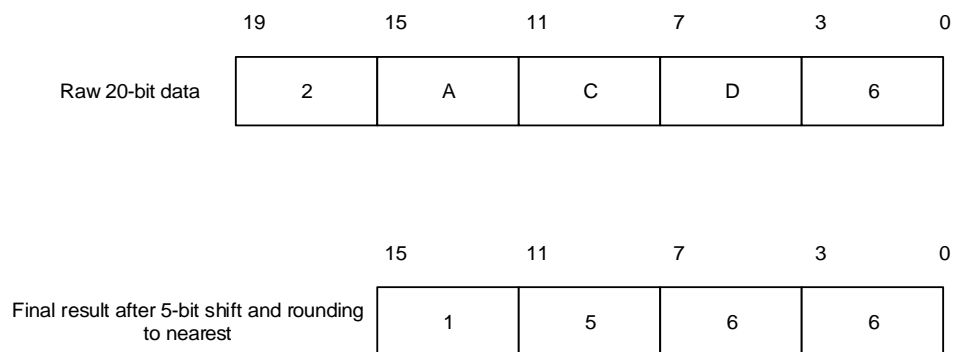 19 15 11 7 3 0
Raw 20-bit data 2 A C D 6
15 11 7 3 0
Final result after 5-bit shift and rounding
to nearest
1 5 6 6